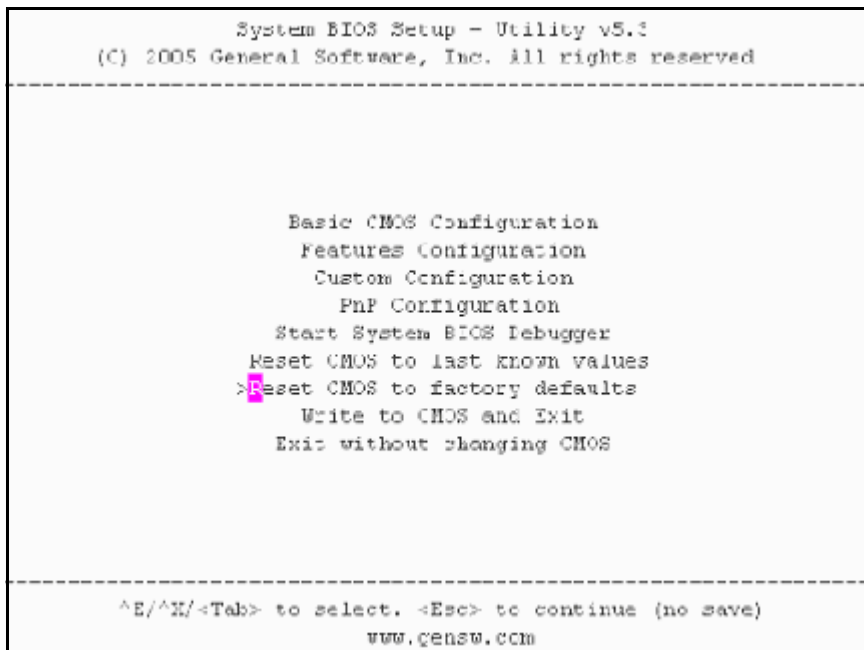 System BIOS Setup - Utility v5.3
(C) 2005 General Software, Inc. All rights reserved
Basic CMOS Configuration
Features Configuration
Custom Configuration
PnP Configuration
Start System BIOS Debugger
Reset CMOS to last known values
>Reset CMOS to factory defaults
Write to CMOS and Exit
Exit without changing CMOS
^E/^X/<Tab> to select. <Esc> to continue (no save)
www.gensw.com